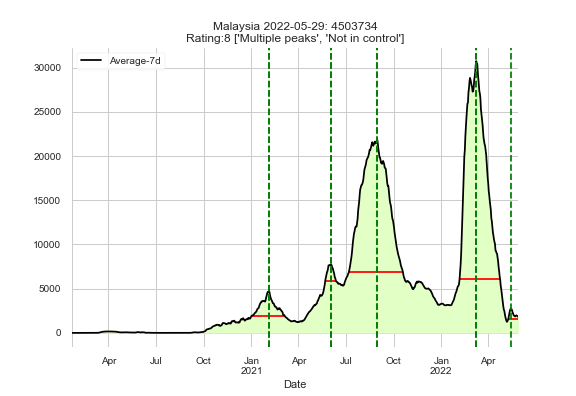 Malaysia 2022-05-29: 4503734
Rating:8 ['Multiple peaks', 'Not in control']
Average-7d
30000
25000
20000
15000
10000
5000
0
Apr Jul Oct Jan Apr Jul Oct Jan Apr
2021 2022
Date